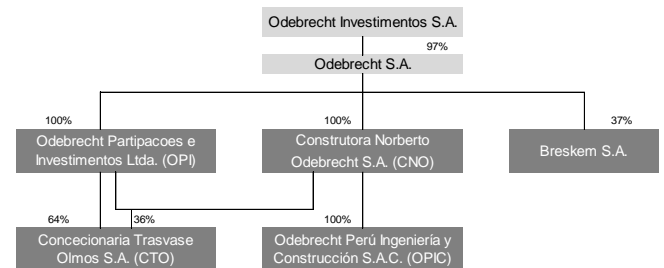 Odebrecht Investimentos S.A.
97%
Odebrecht S.A.
100%
100%
37%
Odebrecht Partipacoes e
Investimentos Ltda. (OPI)
Construtora Norberto
Odebrecht S.A. (CNO)
Breskem S.A.
64%
36%
100%
Concecionaria Trasvase
Olmos S.A. (CTO)
Odebrecht Perú Ingeniería y
Construcción S.A.C. (OPIC)